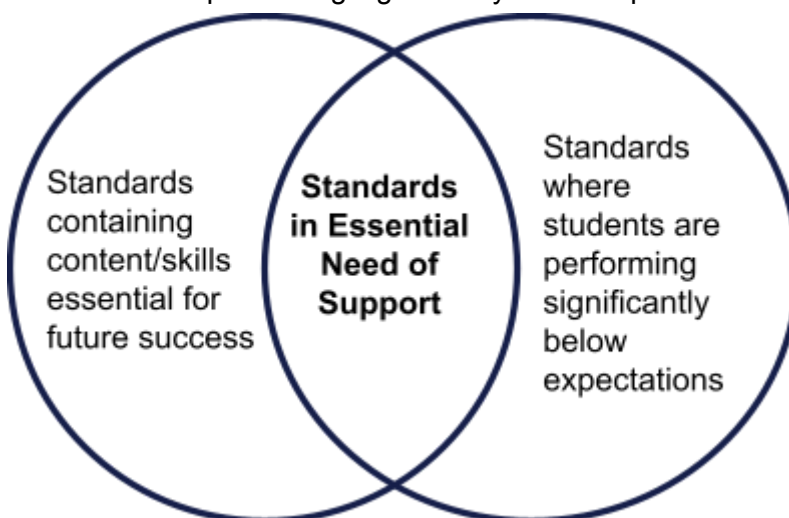 Standards
containing
content/skills
essential for
future success
Standards
in Essential
Need of
Support
Standards
where
students are
performing
significantly
below
expectations